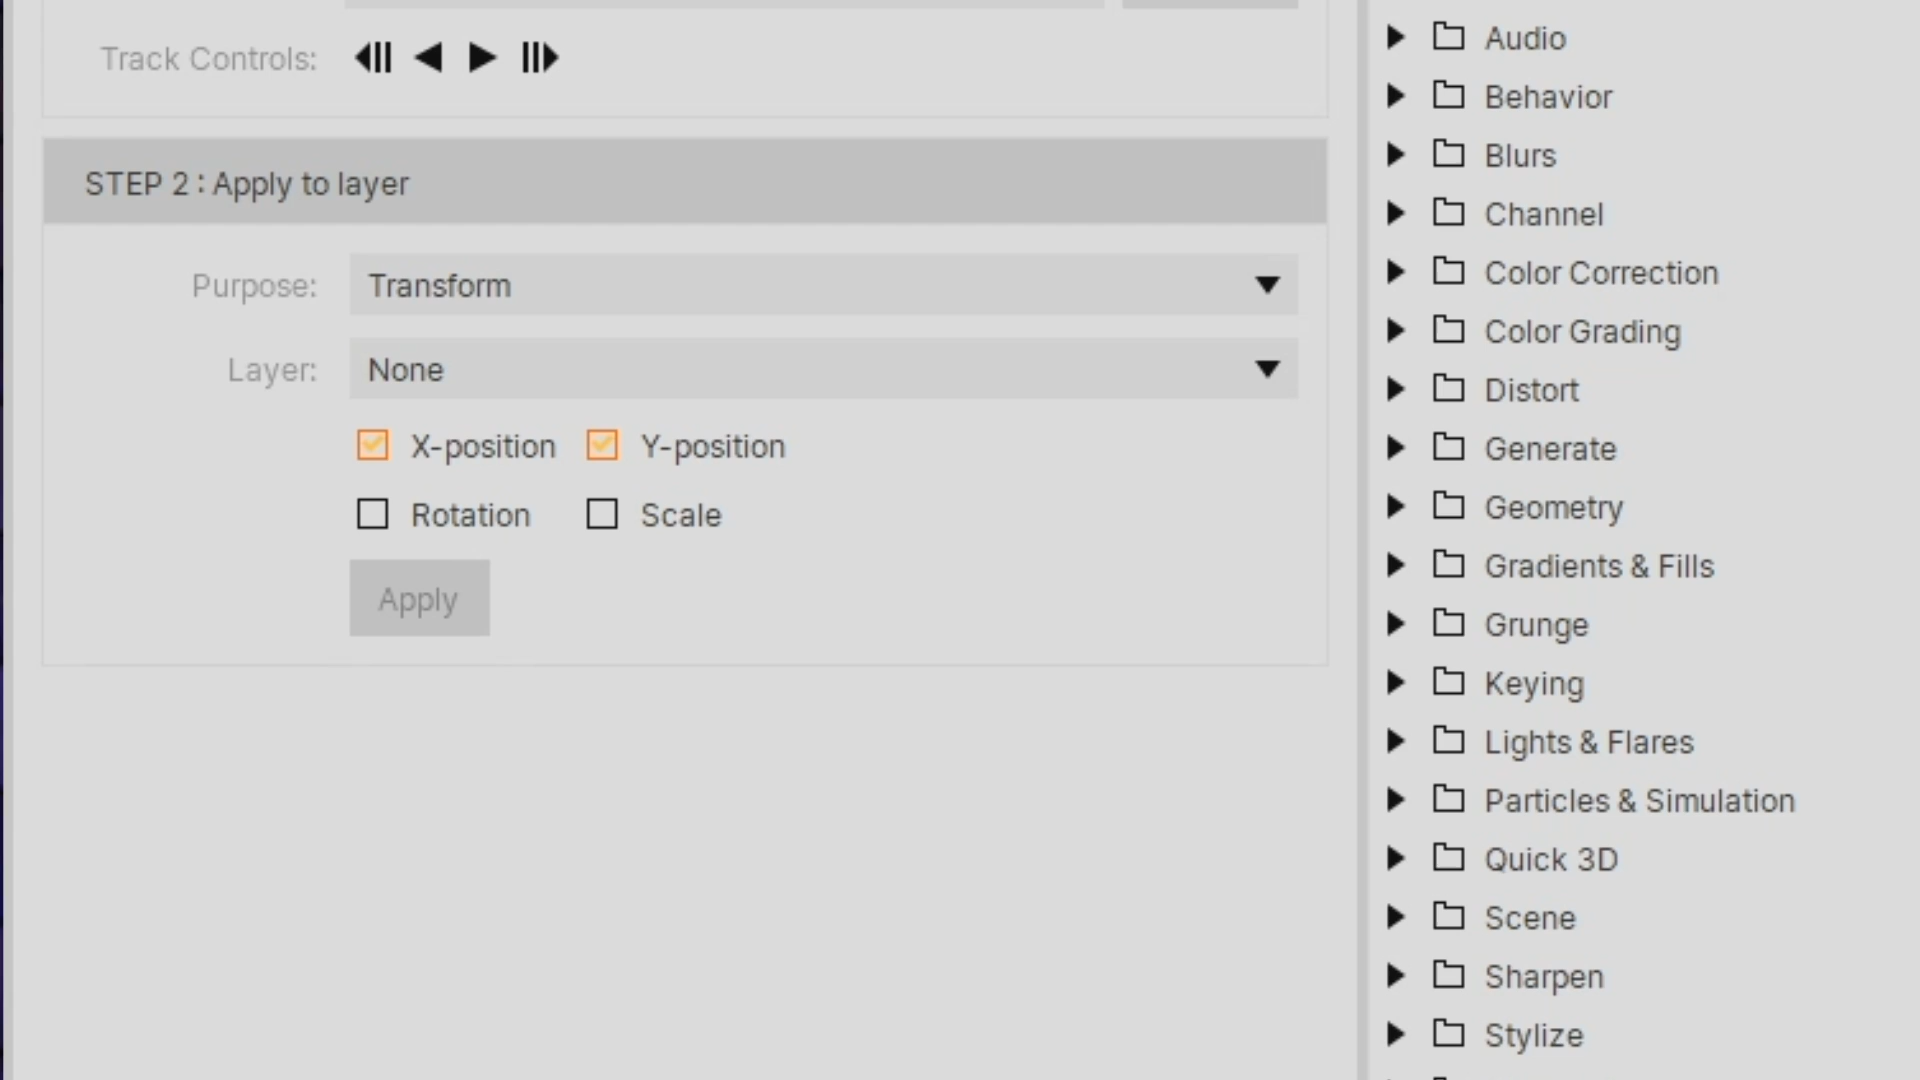 Track Controls:
STEP 2 : Apply to layer
Purpose: Transform
Layer: None
X-position Y-position
Rotation Scale
Apply
Audio
Behavior
Blurs
Channel
Color Correction
Color Grading
Distort
Generate
Geometry
Gradients & Fills
Grunge
Keying
Lights & Flares
Particles & Simulation
Quick 3D
Scene
Sharpen
Stylize